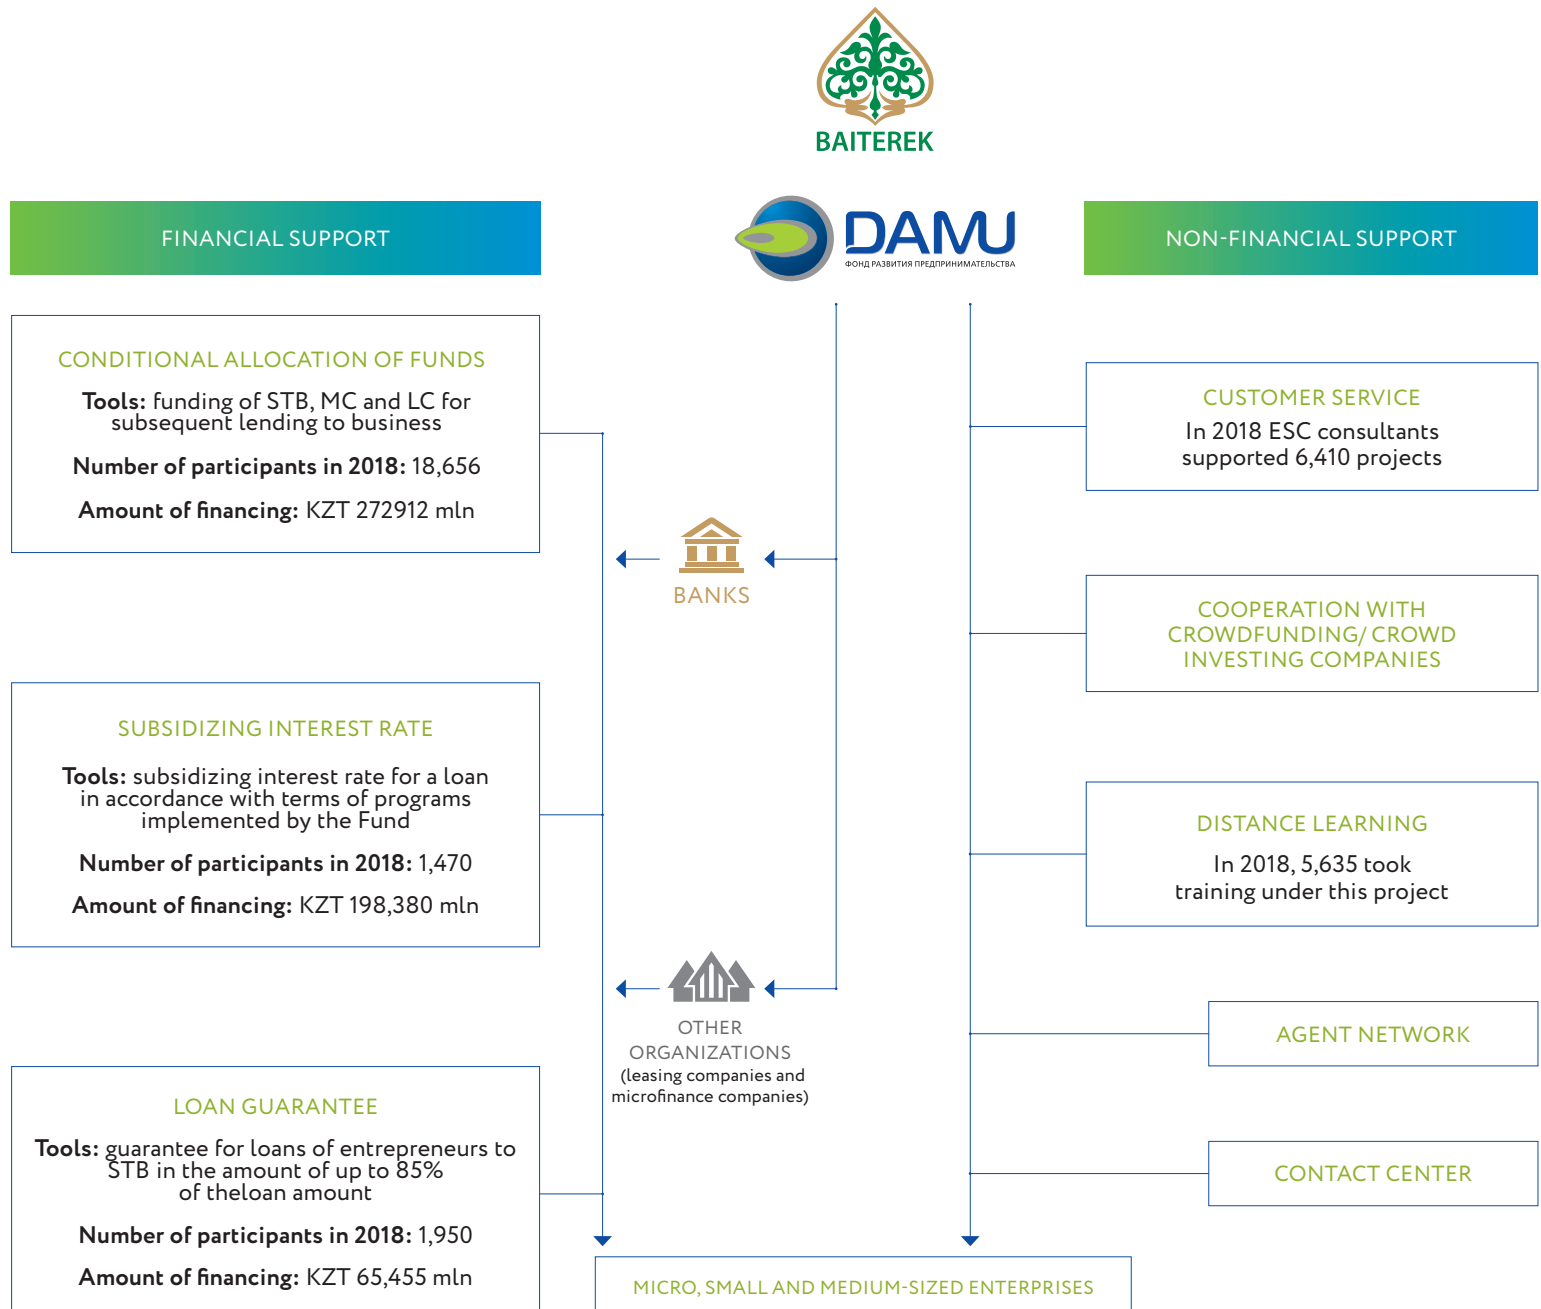 BAITEREK
DAMU
ФОНД РАЗВИТИЯ ПРЕДПРИНИМАТЕЛЬСТВА
FINANCIAL SUPPORT
CONDITIONAL ALLOCATION OF FUNDS
Tools: funding of STB, MC and LC for
subsequent lending to business
Number of participants in 2018: 18,656
Amount of financing: KZT 272912 mln
SUBSIDIZING INTEREST RATE
Tools: subsidizing interest rate for a loan
in accordance with terms of programs
implemented by the Fund
Number of participants in 2018: 1,470
Amount of financing: KZT 198,380 mln
LOAN GUARANTEE
Tools: guarantee for loans of entrepreneurs to
STB in the amount of up to 85%
of theloan amount
Number of participants in 2018: 1,950
Amount of financing: KZT 65,455 mln
BANKS
OTHER
ORGANIZATIONS
(leasing companies and
microfinance companies)
NON-FINANCIAL SUPPORT
CUSTOMER SERVICE
In 2018 ESC consultants
supported 6,410 projects
COOPERATION WITH
CROWDFUNDING/ CROWD
INVESTING COMPANIES
DISTANCE LEARNING
In 2018, 5,635 took
training under this project
AGENT NETWORK
CONTACT CENTER
MICRO, SMALL AND MEDIUM-SIZED ENTERPRISES